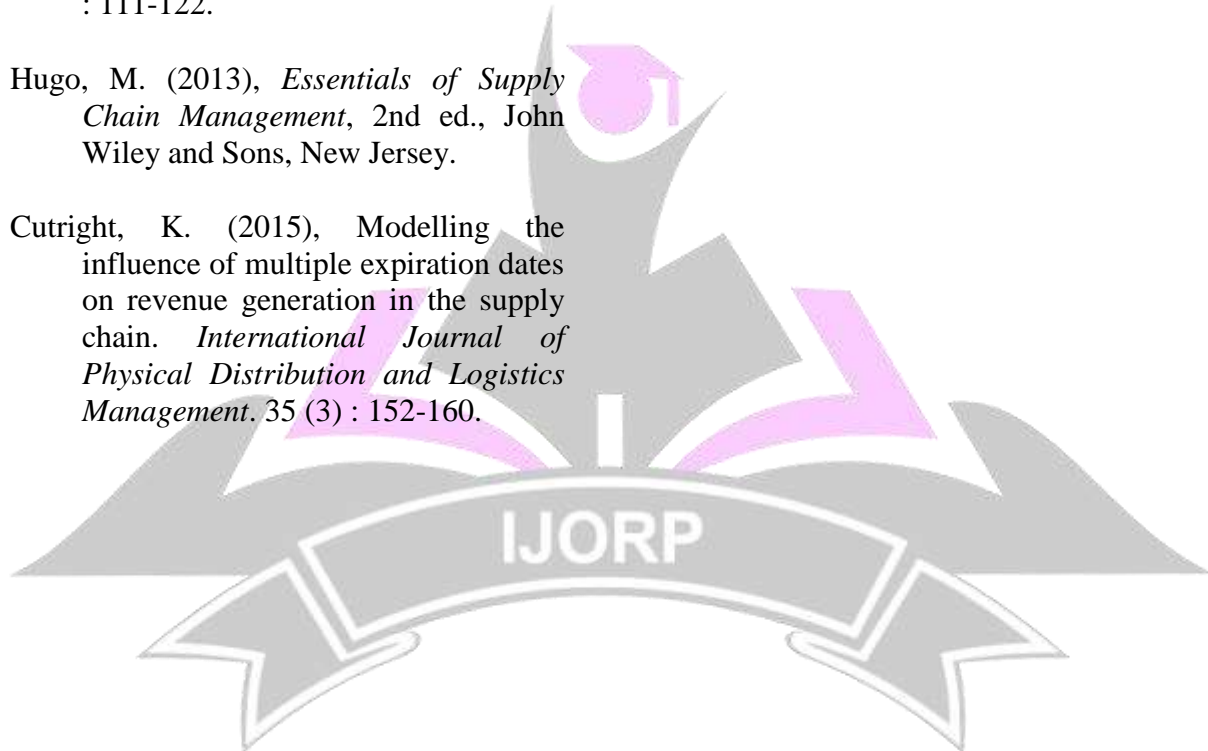 : 111-122.
Hugo, M. (2013), Essentials of Supply
Chain Management, 2nd ed., John
Wiley and Sons, New Jersey.
Cutright, K. (2015), Modelling the
influence of multiple expiration dates
on revenue generation in the supply
chain. International Journal of
Physical Distribution and Logistics
Management. 35 (3) : 152-160.
IJORP